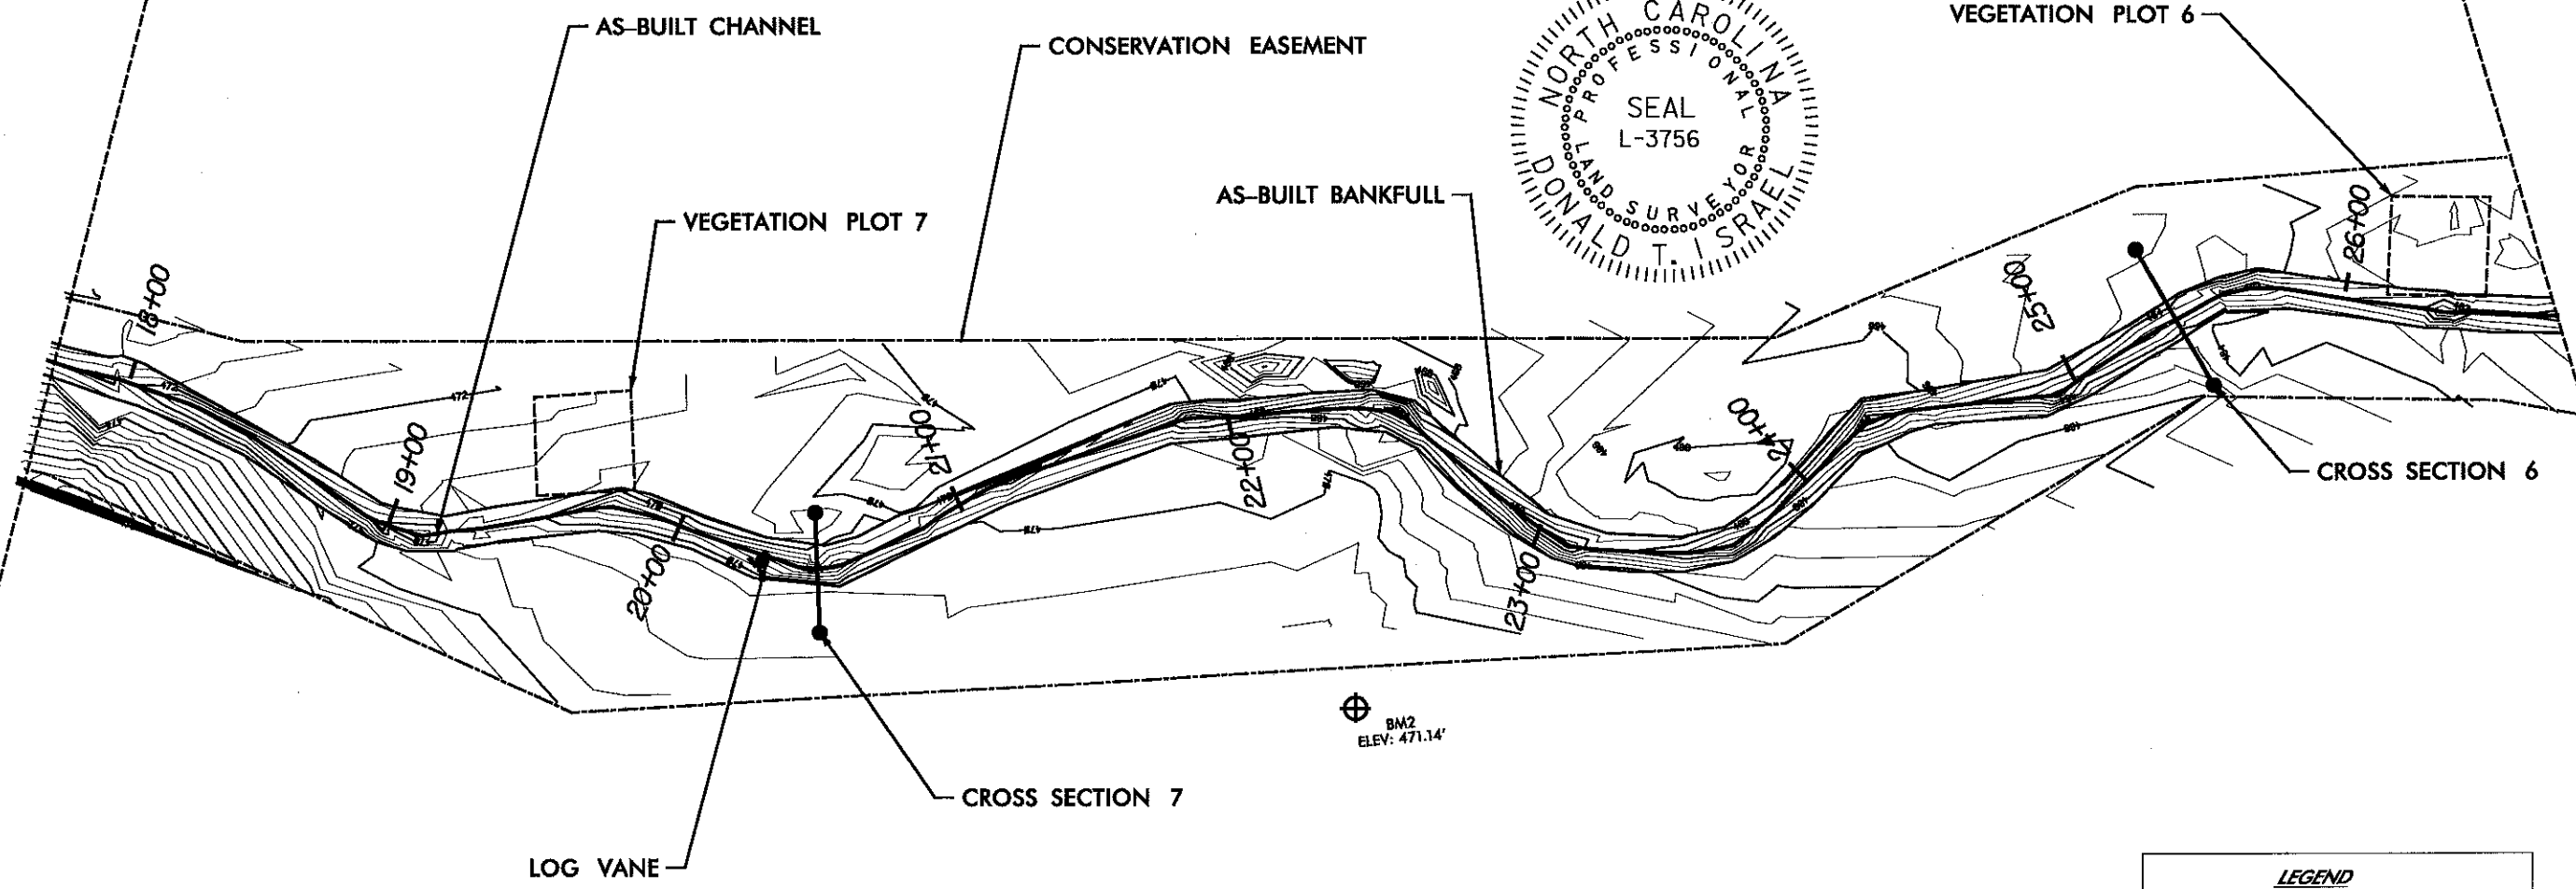 AS-BUILT CHANNEL
CONSERVATION EASEMENT
VEGETATION PLOT 6
NORTH CAROLINA
PROFESSIONAL
SEAL
L-3756
LAND SURVEYOR
DONALD T. ISRAEL
AS-BUILT BANKFULL
VEGETATION PLOT 7
18+00
19+00
20+00
21+00
22+00
23+00
24+00
25+00
26+00
472
CROSS SECTION 6
BM2
ELEV: 471.14'
CROSS SECTION 7
LOG VANE
LEGEND